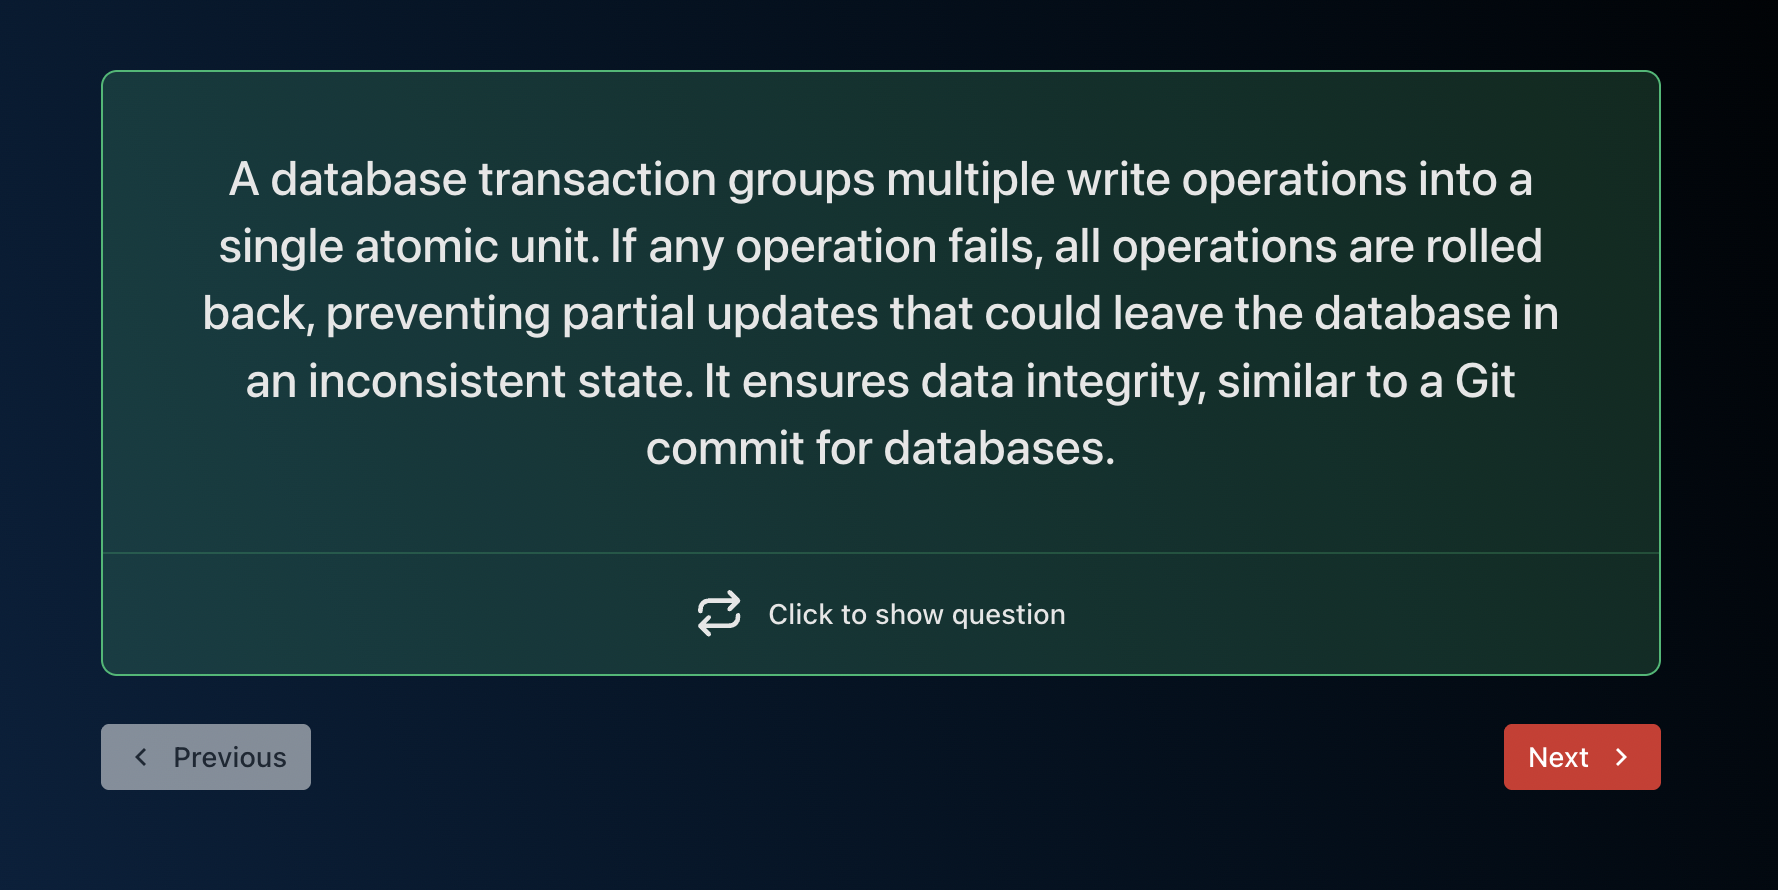 A database transaction groups multiple write operations into a
single atomic unit. If any operation fails, all operations are rolled
back, preventing partial updates that could leave the database in
an inconsistent state. It ensures data integrity, similar to a Git
commit for databases.
Click to show question
Previous
Next